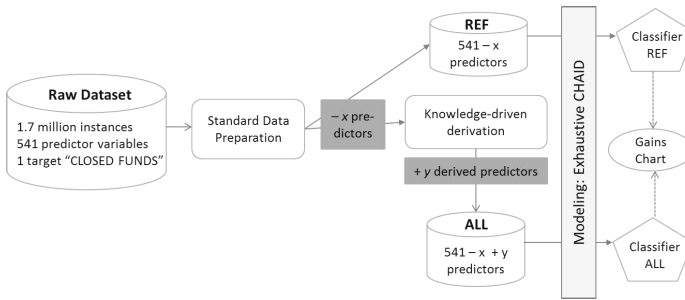 Raw Dataset
1.7 million instances
541 predictor variables
1 target “CLOSED FUNDS”
Standard Data
Preparation
– x pre-
dictors
REF
541 – x
predictors
Knowledge-driven
derivation
+ y derived predictors
ALL
541 – x + y
predictors
Modeling: Exhaustive CHAID
Classifier
REF
Gains
Chart
Classifier
ALL